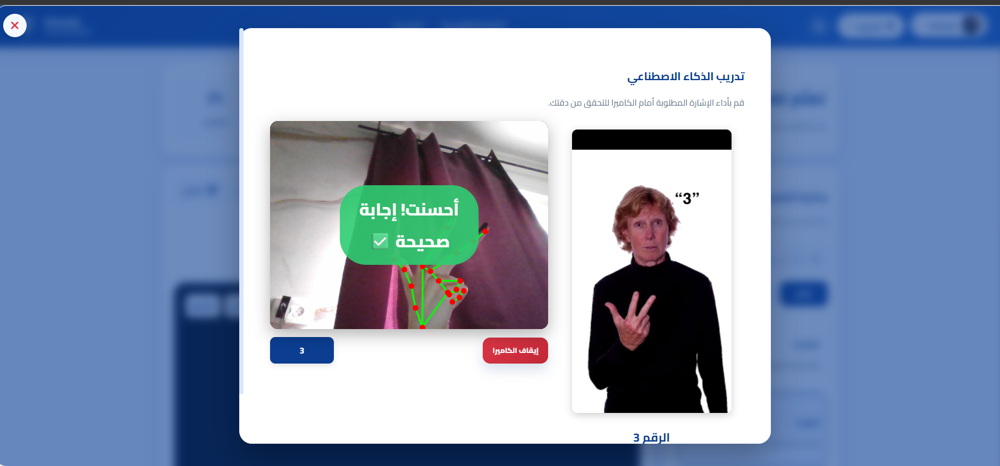 تدريب الذكاء الاصطناعي
قم بأداء الإشارة المطلوبة أمام الكاميرا للتحقق من دقتك.
“3”
الرقم 3
أحسنت! إجابة
صحيحة ✅
إيقاف الكاميرا
3